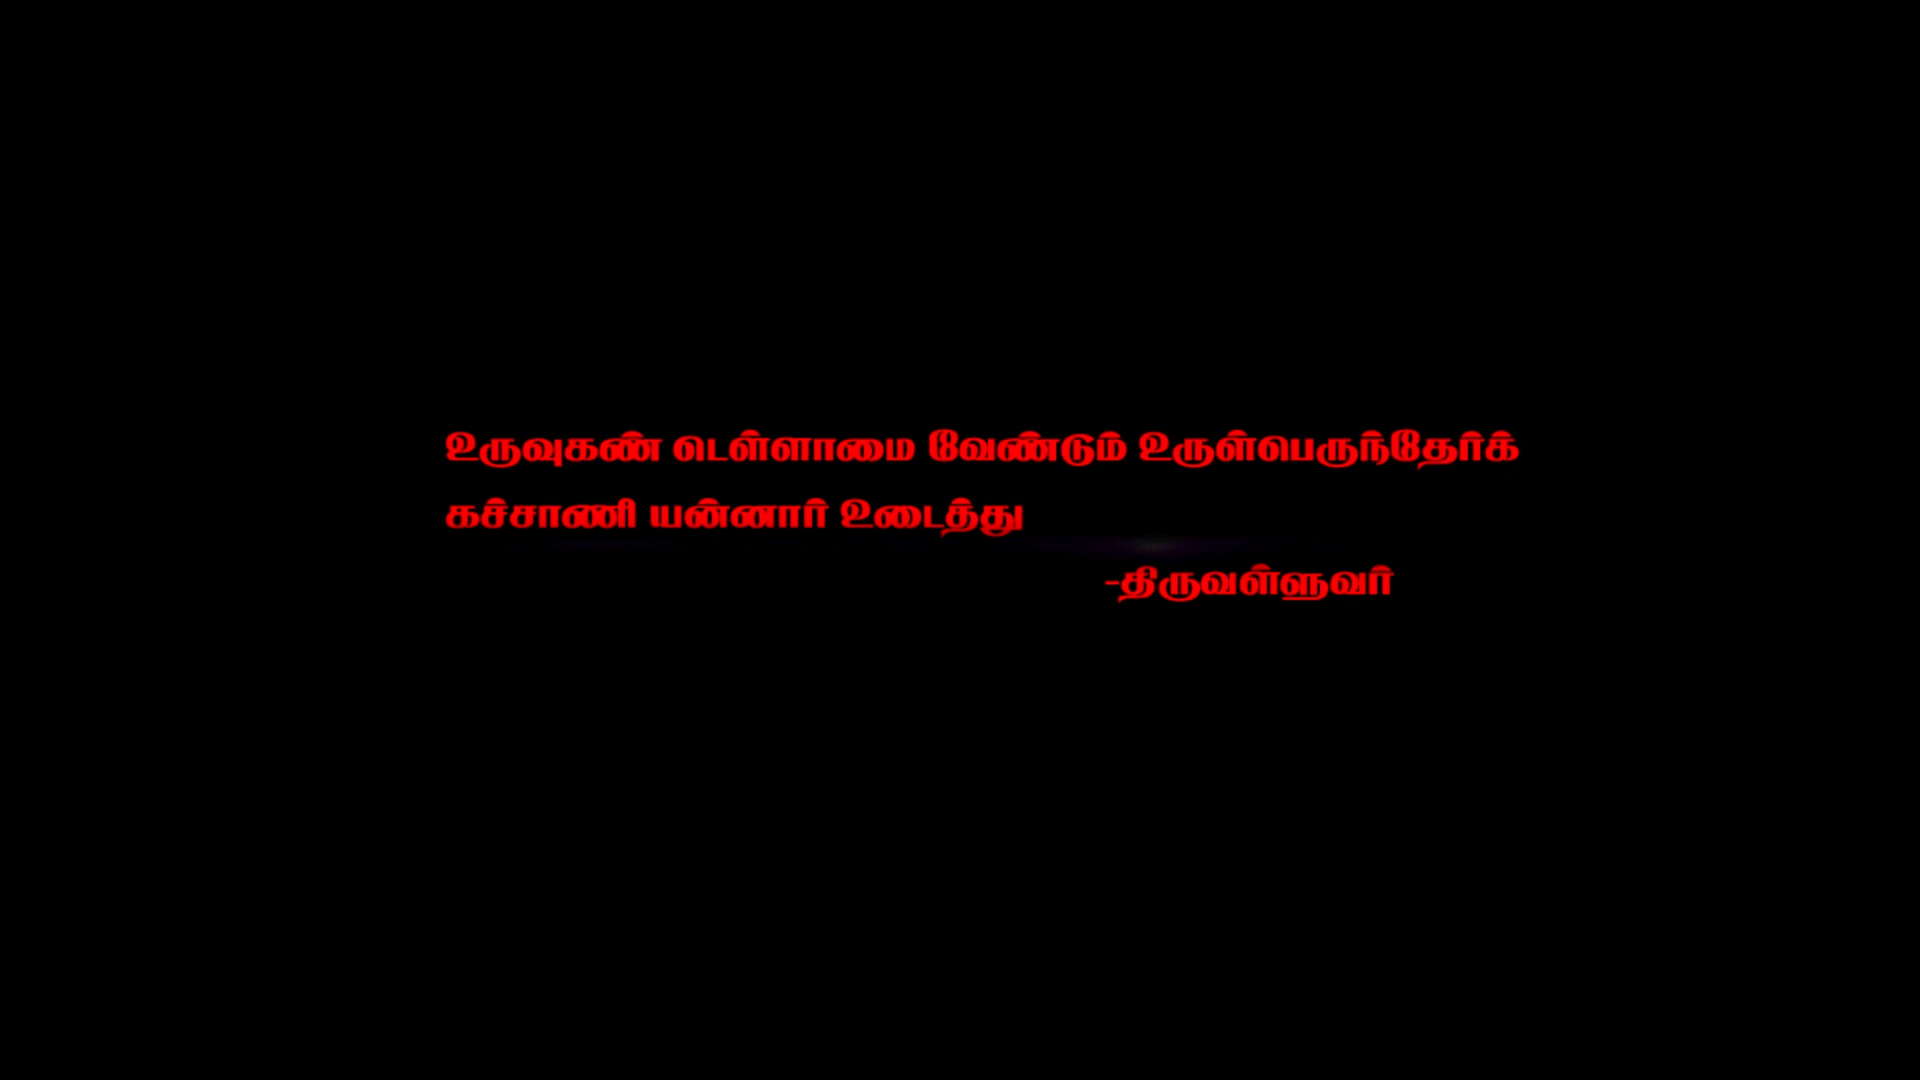 உருவுகண் டெள்ளாமை வேண்டும் உருள்பெருந்தேர்க்
கச்சாணி யன்னார் உடைத்து
-திருவள்ளுவர்